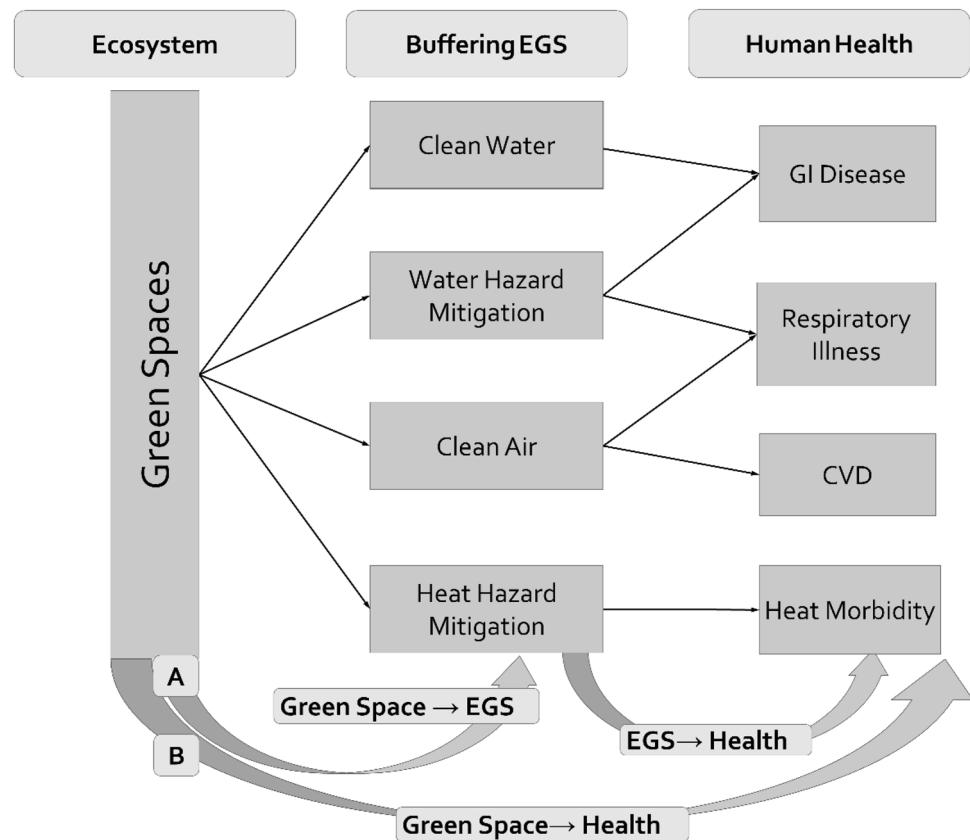 Ecosystem
Buffering EGS
Human Health
Green Spaces
Clean Water
Water Hazard
Mitigation
Clean Air
Heat Hazard
Mitigation
GI Disease
Respiratory
Illness
CVD
Heat Morbidity
A
Green Space → EGS
EGS→ Health
B
Green Space→ Health